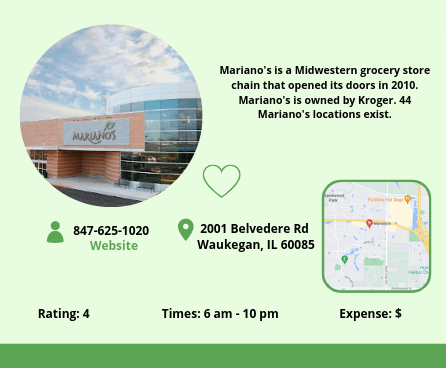 MARIANO'S
Mariano's is a Midwestern grocery store
chain that opened its doors in 2010.
Mariano's is owned by Kroger. 44
Mariano's locations exist.
847-625-1020
Website
2001 Belvedere Rd
Waukegan, IL 60085
Park
Mariano's
Rating: 4
Times: 6 am - 10 pm
Expense: $